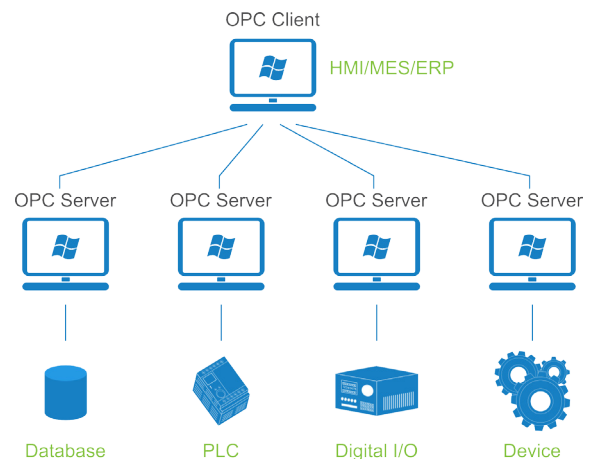 OPC Client
HMI/MES/ERP
OPC Server
OPC Server
OPC Server
OPC Server
Database
PLC
Digital I/O
Device